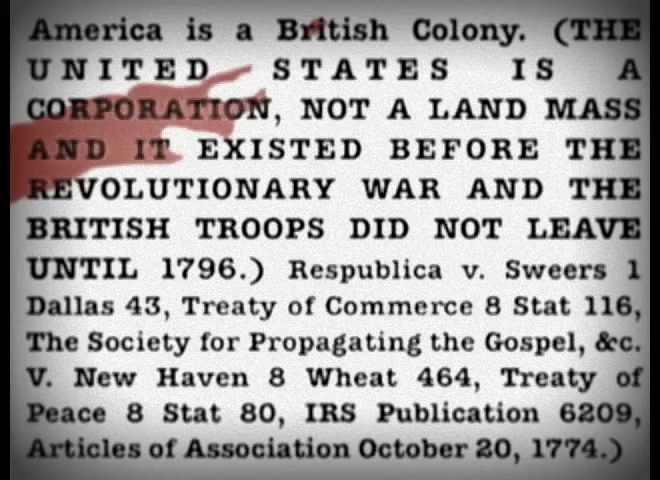 America is a British Colony. (THE
UNITED STATES IS A
CORPORATION, NOT A LAND MASS
AND IT EXISTED BEFORE THE
REVOLUTIONARY WAR AND THE
BRITISH TROOPS DID NOT LEAVE
UNTIL 1796.) Respublica v. Sweers 1
Dallas 43, Treaty of Commerce 8 Stat 116,
The Society for Propagating the Gospel, &c.
V. New Haven 8 Wheat 464, Treaty of
Peace 8 Stat 80, IRS Publication 6209,
Articles of Association October 20, 1774.)